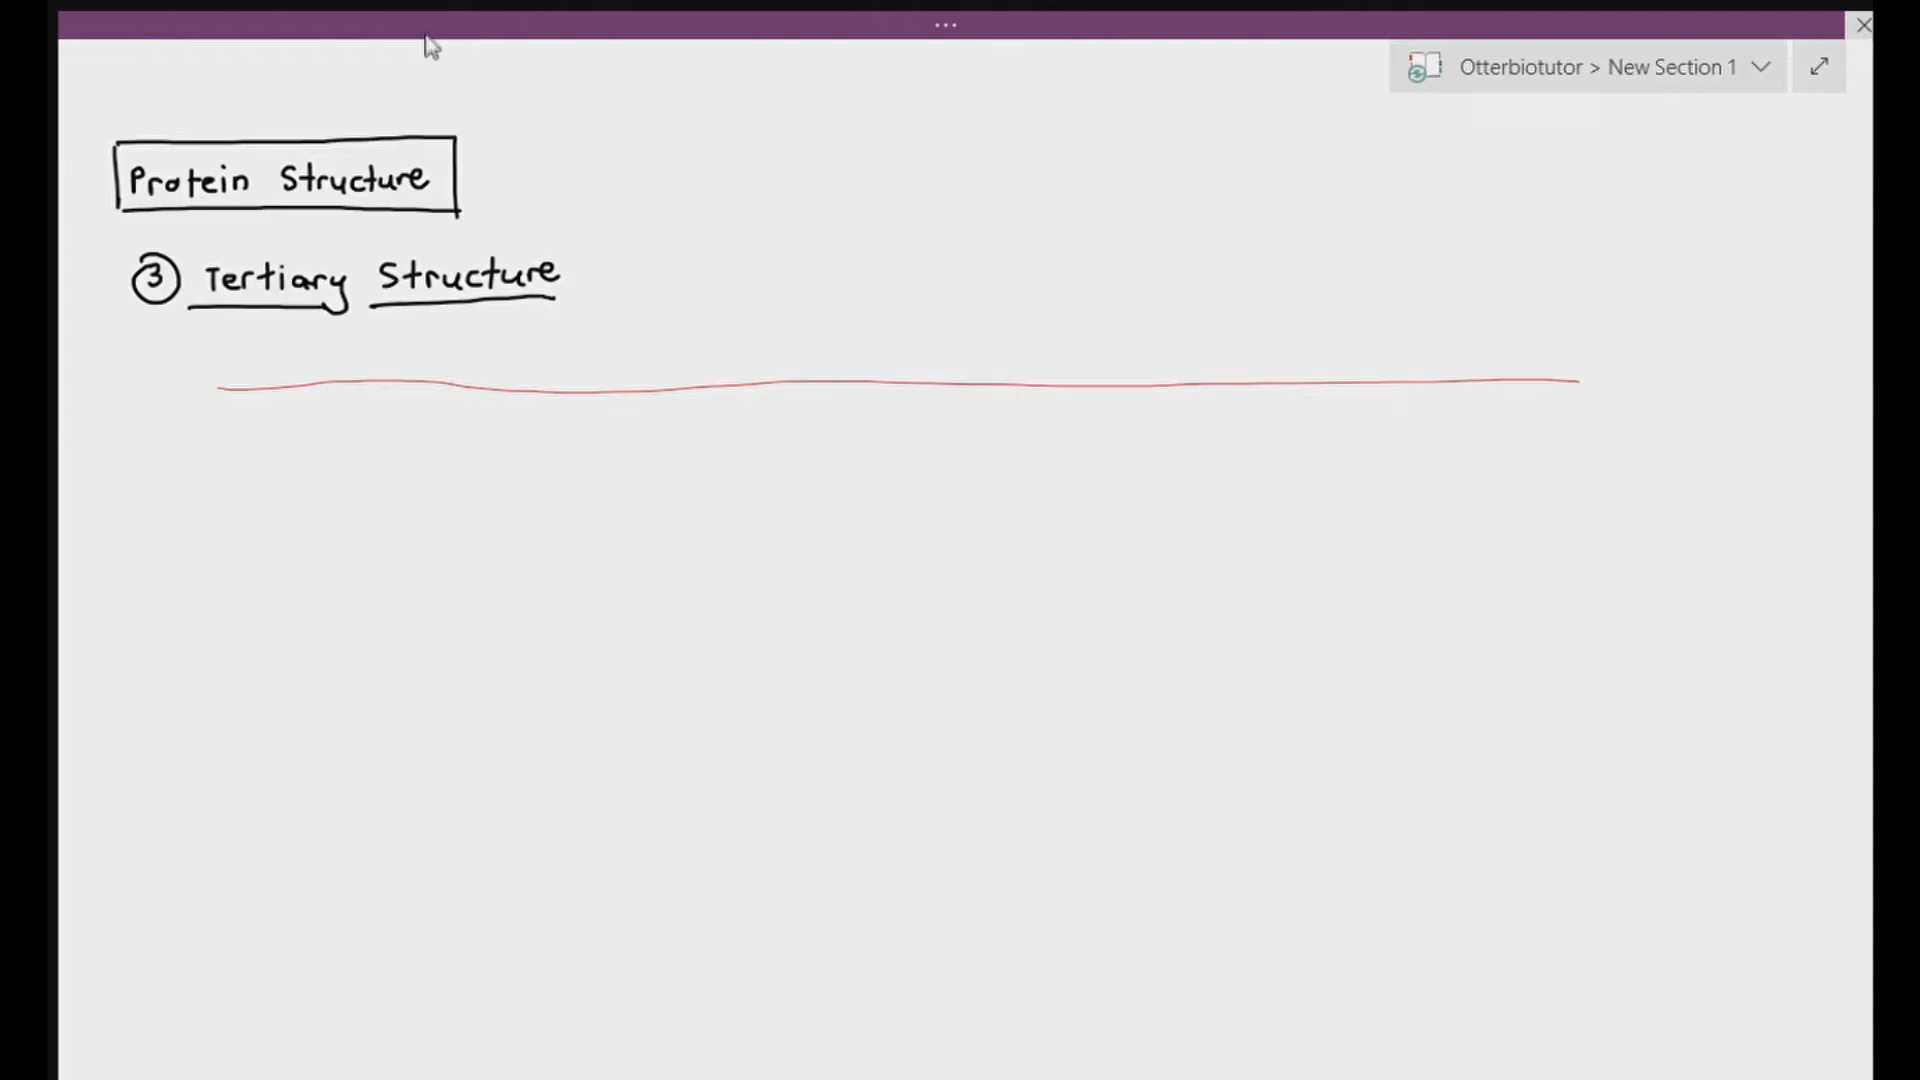 ...
Otterbiotutor > New Section 1
Protein Structure
③ Tertiary Structure